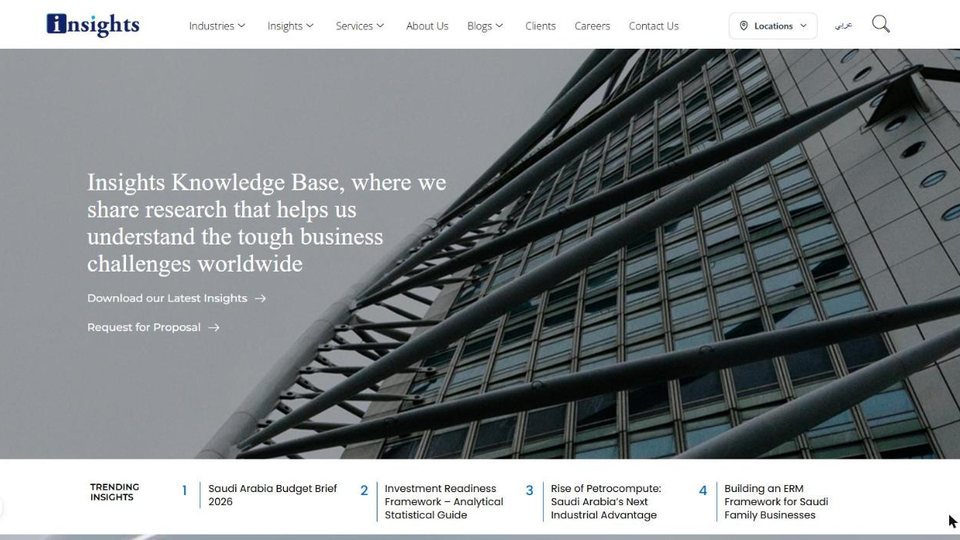 insights
Industries
Insights
Services
About Us
Blogs
Clients
Careers
Contact Us
Locations
عربي
Insights Knowledge Base, where we
share research that helps us
understand the tough business
challenges worldwide
Download our Latest Insights
Request for Proposal
TRENDING
INSIGHTS
1
Saudi Arabia Budget Brief
2026
2
Investment Readiness
Framework – Analytical
Statistical Guide
3
Rise of Petrocompute:
Saudi Arabia's Next
Industrial Advantage
4
Building an ERM
Framework for Saudi
Family Businesses